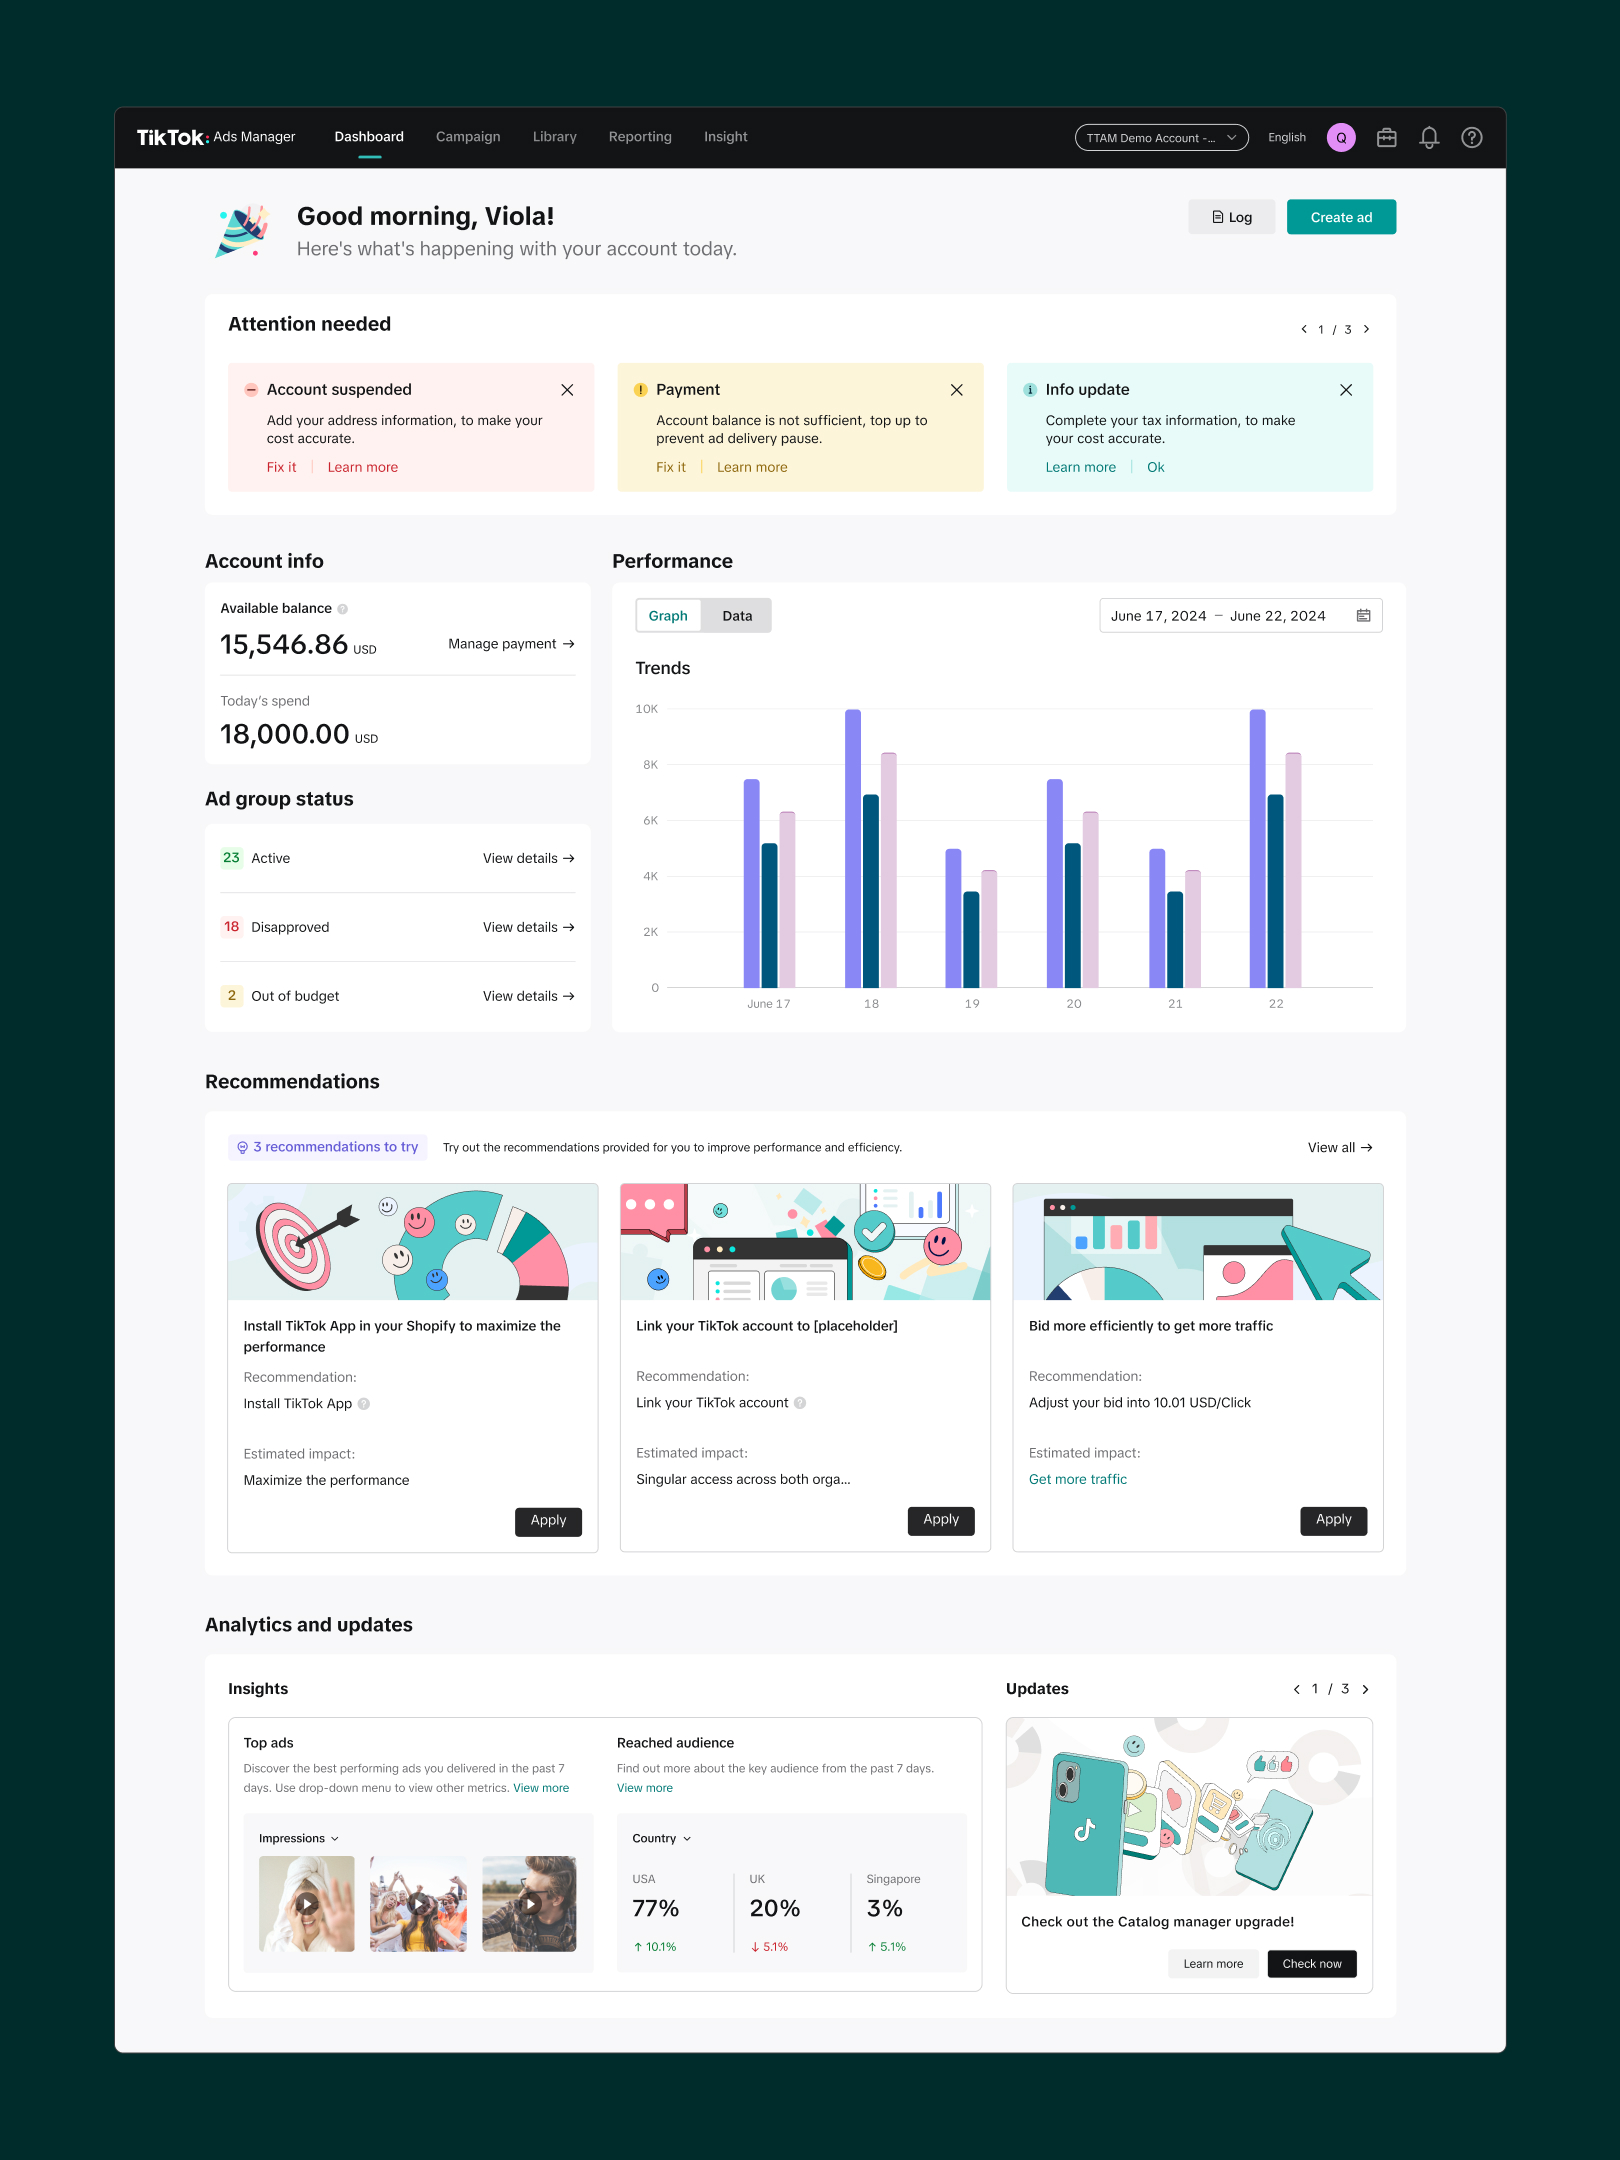 TikTok: Ads Manager
Dashboard
Campaign
Library
Reporting
Insight
TTAM Demo Account -...
English
Q
Good morning, Viola!
Here's what's happening with your account today.
Log
Create ad
Attention needed
1 / 3
Account suspended
Add your address information, to make your
cost accurate.
Fix it
Learn more
Payment
Account balance is not sufficient, top up to
prevent ad delivery pause.
Fix it
Learn more
Info update
Complete your tax information, to make
your cost accurate.
Learn more
Ok
Account info
Available balance
15,546.86 USD
Manage payment →
Today's spend
18,000.00 USD
Ad group status
23 Active
View details →
18 Disapproved
View details →
2 Out of budget
View details →
Performance
Graph
Data
June 17, 2024 – June 22, 2024
Trends
10K
8K
6K
4K
2K
0
June 17
18
19
20
21
22
Recommendations
3 recommendations to try
Try out the recommendations provided for you to improve performance and efficiency.
View all →
Install TikTok App in your Shopify to maximize the
performance
Recommendation:
Install TikTok App
Estimated impact:
Maximize the performance
Apply
Link your TikTok account to [placeholder]
Recommendation:
Link your TikTok account
Estimated impact:
Singular access across both orga...
Apply
Bid more efficiently to get more traffic
Recommendation:
Adjust your bid into 10.01 USD/Click
Estimated impact:
Get more traffic
Apply
Analytics and updates
Insights
Top ads
Discover the best performing ads you delivered in the past 7
days. Use drop-down menu to view other metrics. View more
Impressions
Reached audience
Find out more about the key audience from the past 7 days.
View more
Country
USA
77%
↑ 10.1%
UK
20%
↓ 5.1%
Singapore
3%
↑ 5.1%
Updates
1 / 3
Check out the Catalog manager upgrade!
Learn more
Check now